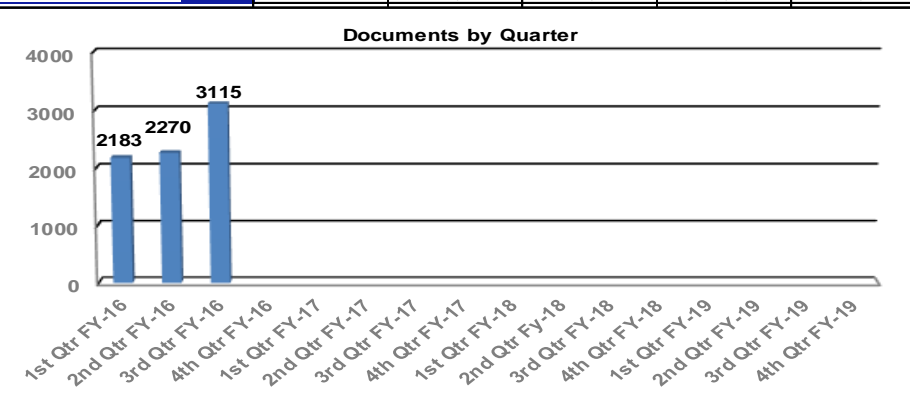 Documents by Quarter
4000
3000
2000
1000
0
2183
2270
3115
1st Qtr FY-16
2nd Qtr FY-16
3rd Qtr FY-16
4th Qtr FY-16
1st Qtr FY-17
2nd Qtr FY-17
3rd Qtr FY-17
4th Qtr FY-17
1st Qtr FY-18
2nd Qtr Fy-18
3rd Qtr FY-18
4th Qtr FY-18
1st Qtr FY-19
2nd Qtr FY-19
3rd Qtr FY-19
4th Qtr FY-19